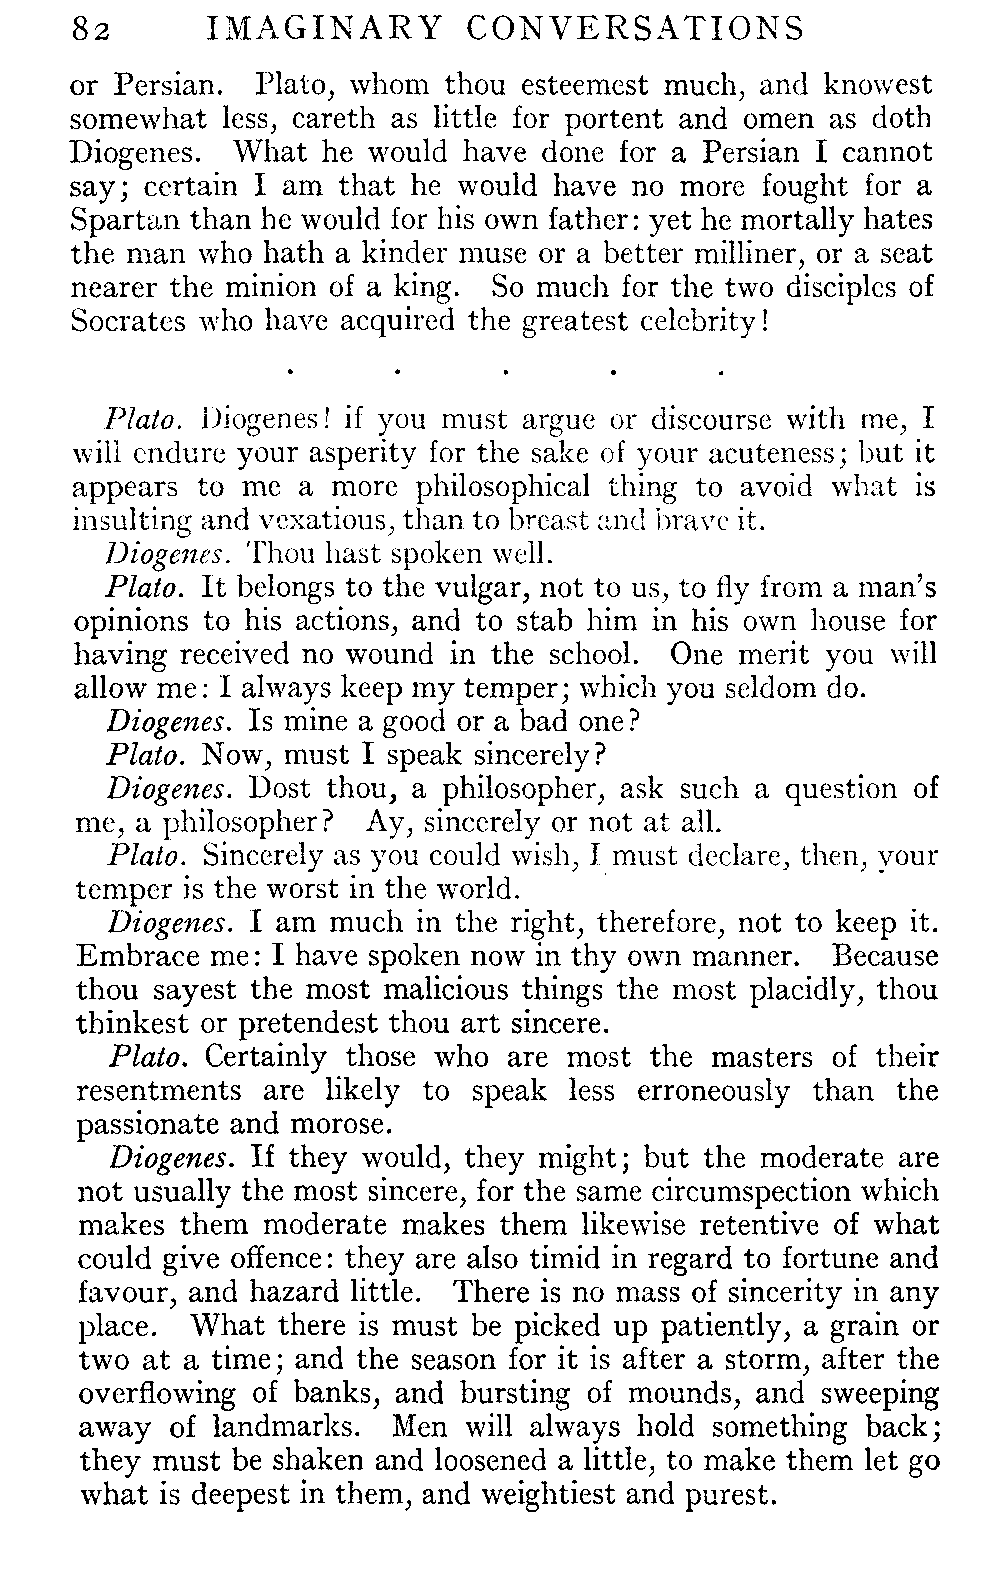 82 IMAGINARY CONVERSATIONS
or Persian. Plato, whom thou esteemest much, and knowest
somewhat less, careth as little for portent and omen as doth
Diogenes. What he would have done for a Persian I cannot
say; certain I am that he would have no more fought for a
Spartan than he would for his own father: yet he mortally hates
the man who hath a kinder muse or a better milliner, or a seat
nearer the minion of a king. So much for the two disciples of
Socrates who have acquired the greatest celebrity!
. . . . .
Plato. Diogenes! if you must argue or discourse with me, I
will endure your asperity for the sake of your acuteness; but it
appears to me a more philosophical thing to avoid what is
insulting and vexatious, than to breast and brave it.
Diogenes. Thou hast spoken well.
Plato. It belongs to the vulgar, not to us, to fly from a man's
opinions to his actions, and to stab him in his own house for
having received no wound in the school. One merit you will
allow me: I always keep my temper; which you seldom do.
Diogenes. Is mine a good or a bad one?
Plato. Now, must I speak sincerely?
Diogenes. Dost thou, a philosopher, ask such a question of
me, a philosopher? Ay, sincerely or not at all.
Plato. Sincerely as you could wish, I must declare, then, your
temper is the worst in the world.
Diogenes. I am much in the right, therefore, not to keep it.
Embrace me: I have spoken now in thy own manner. Because
thou sayest the most malicious things the most placidly, thou
thinkest or pretendest thou art sincere.
Plato. Certainly those who are most the masters of their
resentments are likely to speak less erroneously than the
passionate and morose.
Diogenes. If they would, they might; but the moderate are
not usually the most sincere, for the same circumspection which
makes them moderate makes them likewise retentive of what
could give offence: they are also timid in regard to fortune and
favour, and hazard little. There is no mass of sincerity in any
place. What there is must be picked up patiently, a grain or
two at a time; and the season for it is after a storm, after the
overflowing of banks, and bursting of mounds, and sweeping
away of landmarks. Men will always hold something back;
they must be shaken and loosened a little, to make them let go
what is deepest in them, and weightiest and purest.